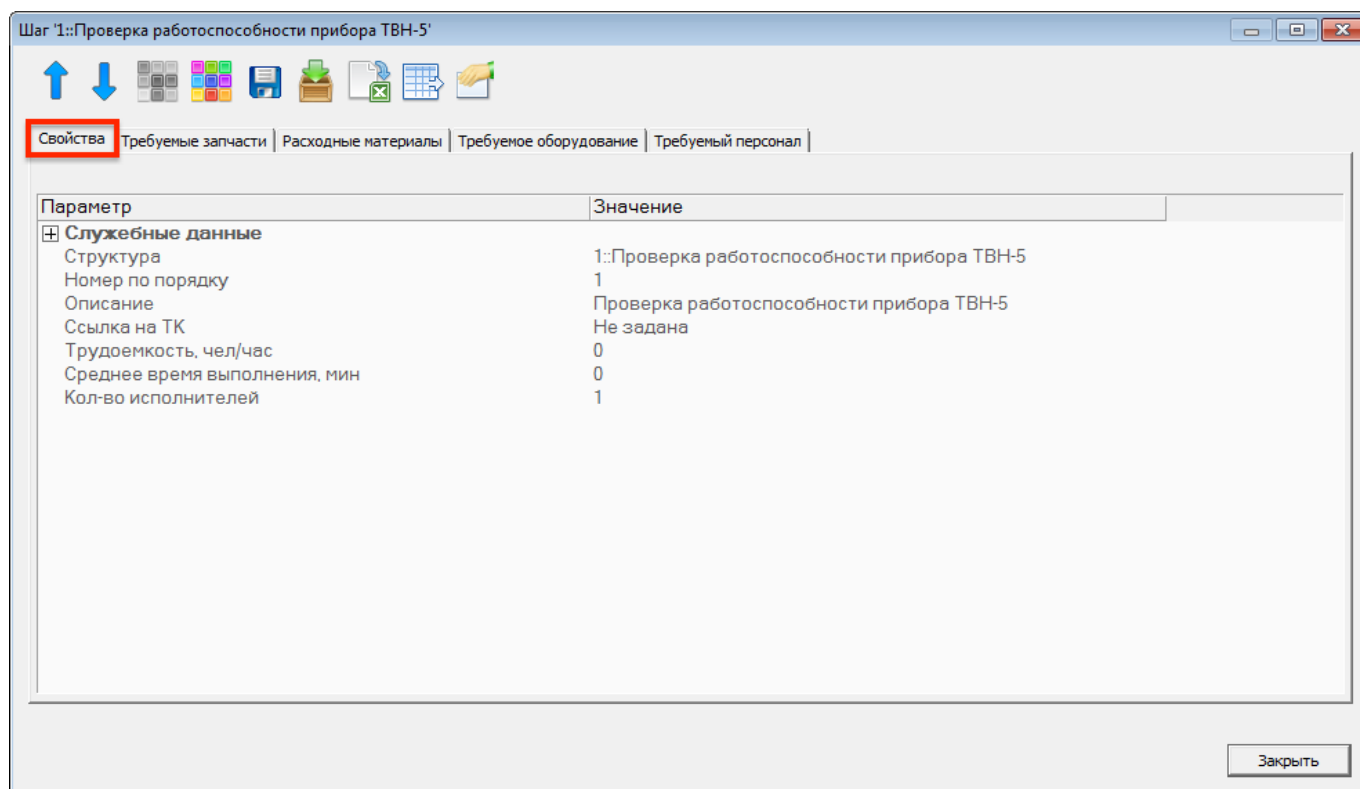 Шаг '1::Проверка работоспособности прибора ТВН-5'
Свойства Требуемые запчасти Расходные материалы Требуемое оборудование Требуемый персонал
Параметр Значение
Служебные данные
Структура 1::Проверка работоспособности прибора ТВН-5
Номер по порядку 1
Описание Проверка работоспособности прибора ТВН-5
Ссылка на ТК Не задана
Трудоемкость, чел/час 0
Среднее время выполнения, мин 0
Кол-во исполнителей 1
Закрыть